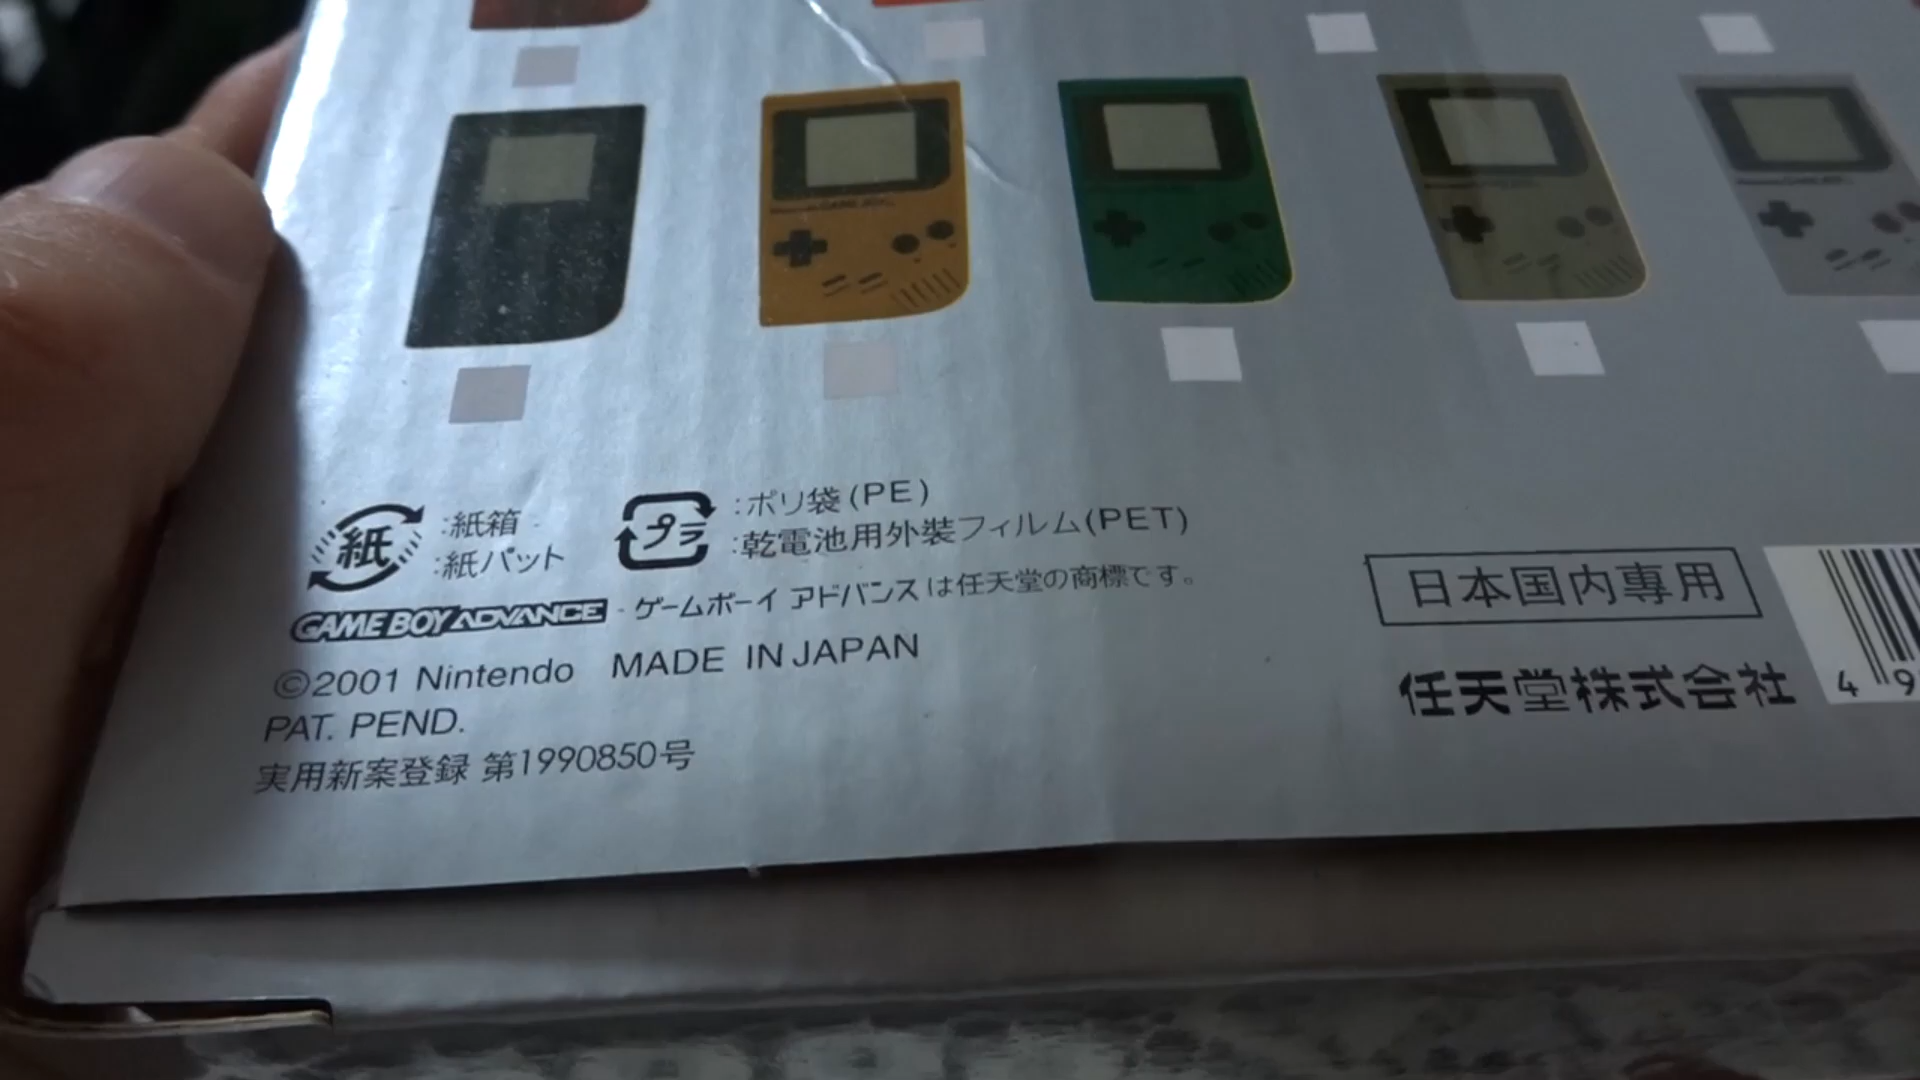 紙 :紙箱
:紙パット
プラ :ポリ袋(PE)
:乾電池用外装フィルム(PET)
GAME BOY ADVANCE - ゲームボーイ アドバンスは任天堂の商標です。
©2001 Nintendo MADE IN JAPAN
PAT. PEND.
実用新案登録 第1990850号
日本国内専用
任天堂株式会社
4 9